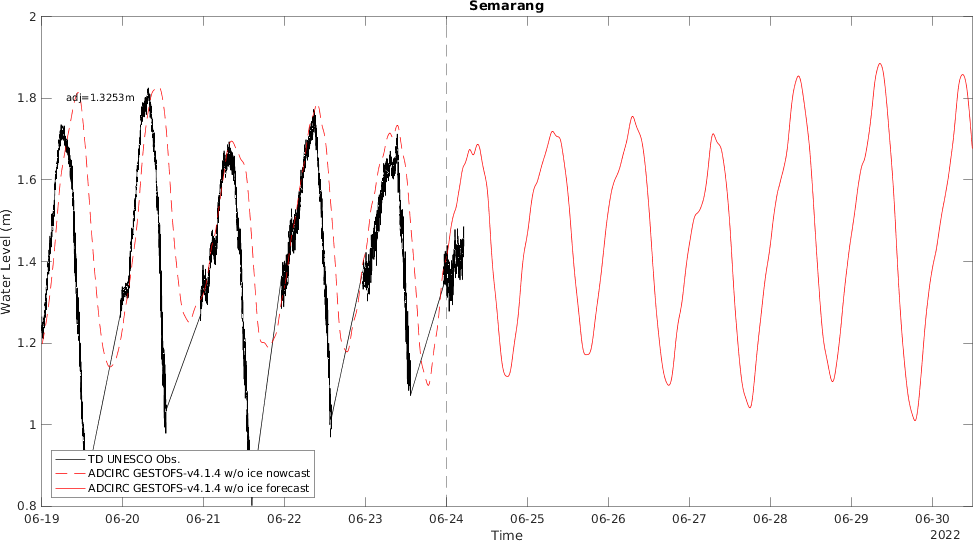 Semarang
2
1.8
1.6
1.4
1.2
1
0.8
Water Level (m)
adj=1.3253m
TD UNESCO Obs.
ADCIRC GESTOFS-v4.1.4 w/o ice nowcast
ADCIRC GESTOFS-v4.1.4 w/o ice forecast
06-19 06-20 06-21 06-22 06-23 06-24 06-25 06-26 06-27 06-28 06-29 06-30
Time
2022